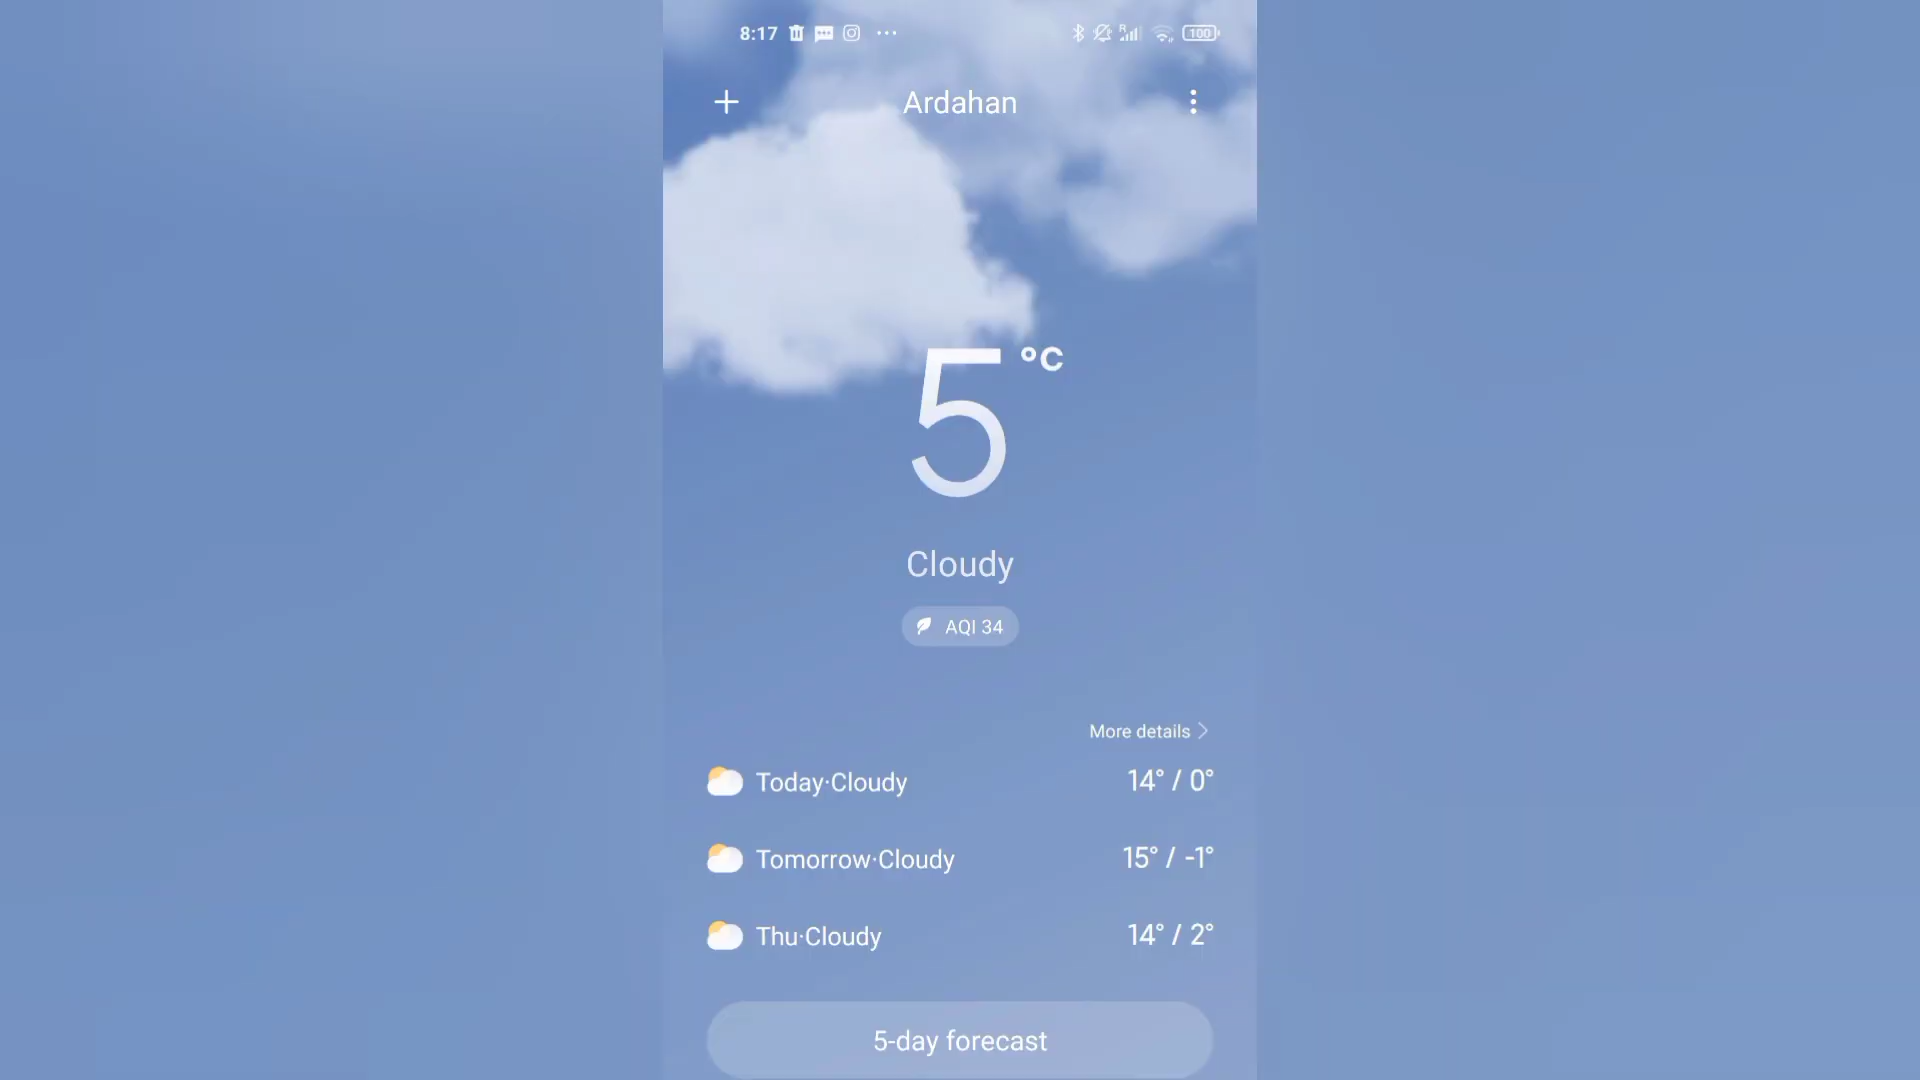 8:17 ... R 100
Ardahan
5 °C
Cloudy
AQI 34
More details
Today·Cloudy 14° / 0°
Tomorrow·Cloudy 15° / -1°
Thu·Cloudy 14° / 2°
5-day forecast